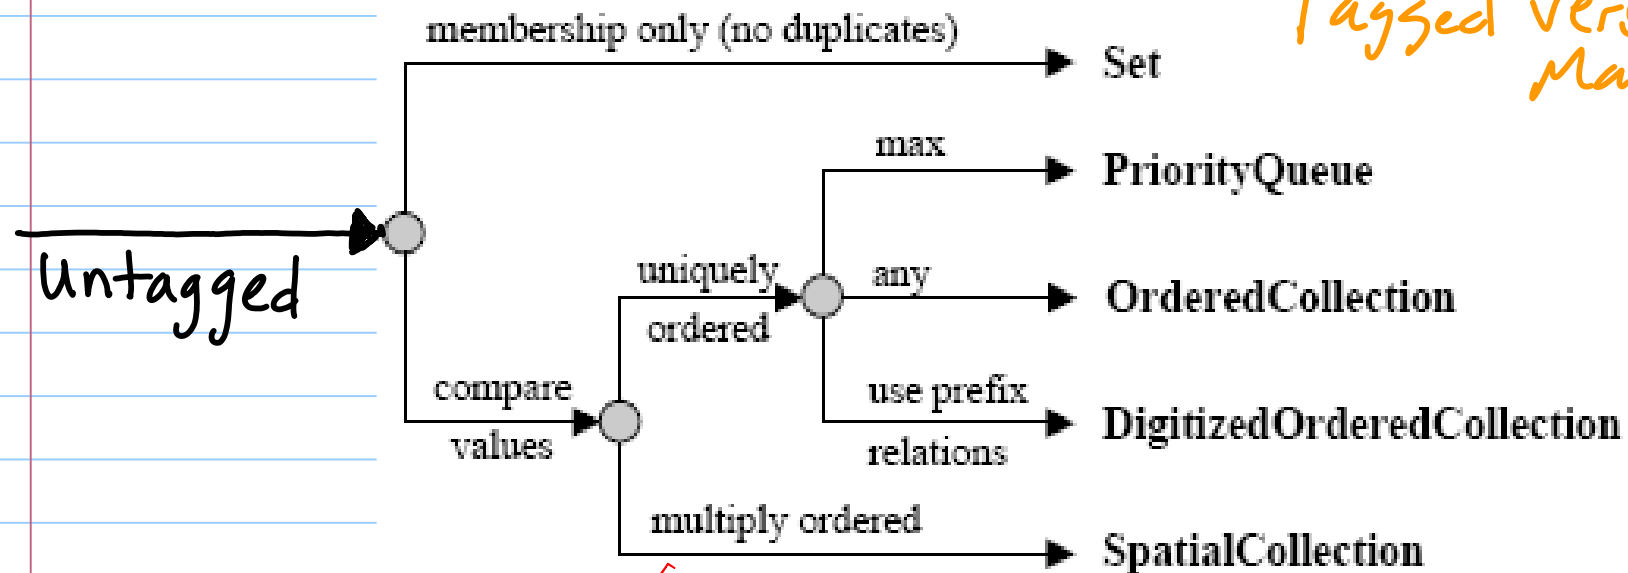 membership only (no duplicates)
Set
Tagged
max
PriorityQueue
Untagged
uniquely
ordered
any
OrderedCollection
compare
values
use prefix
relations
DigitizedOrderedCollection
multiply ordered
SpatialCollection